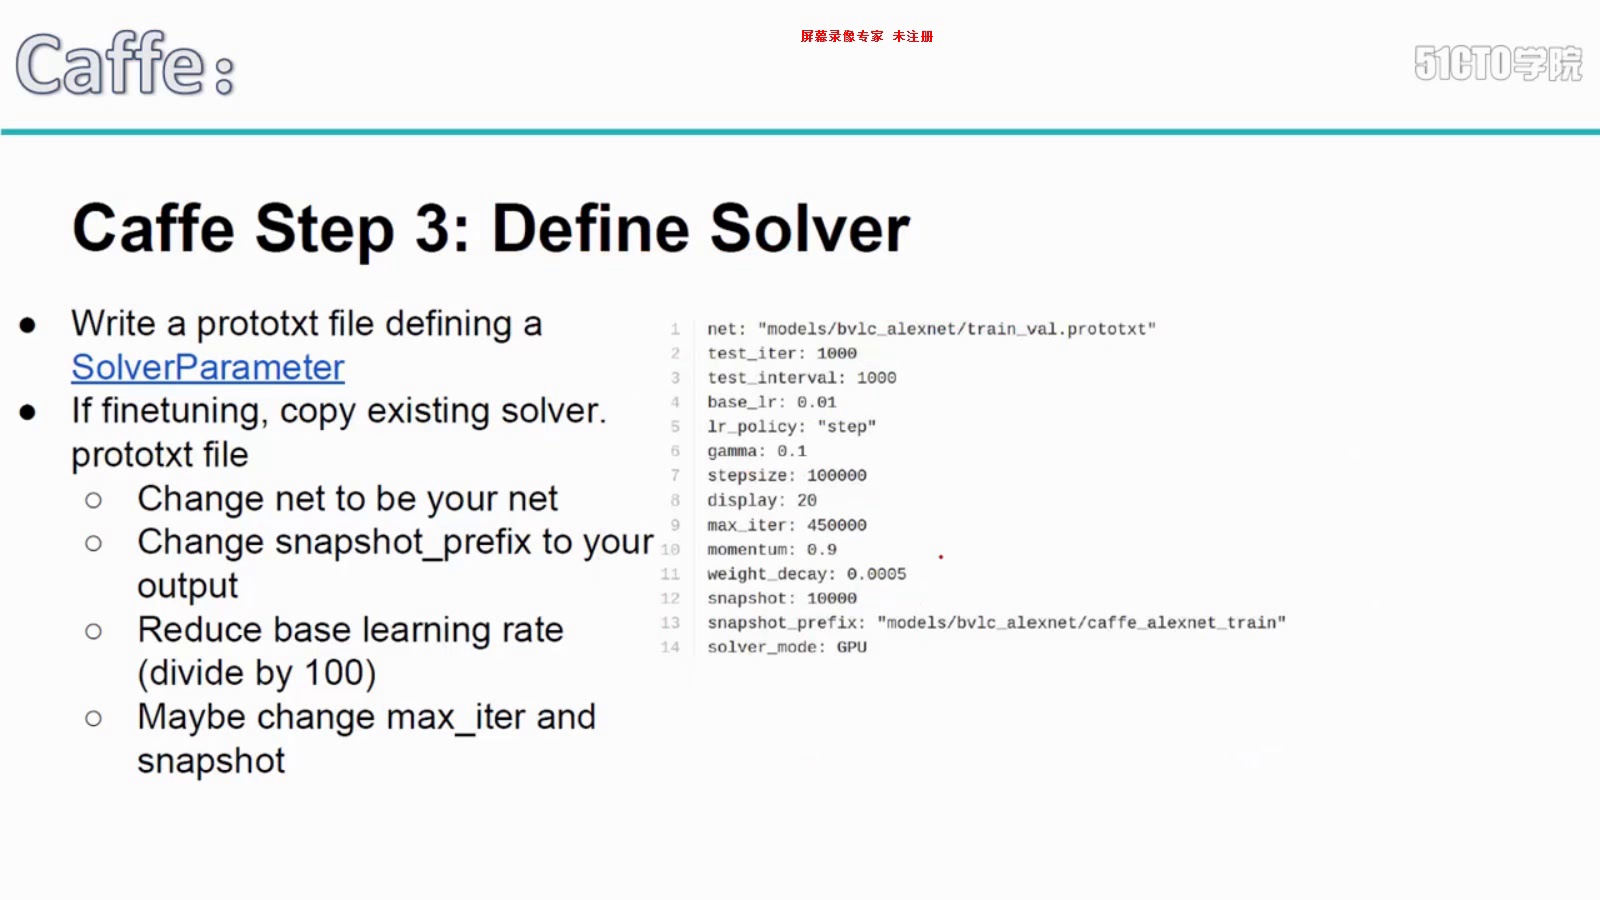 屏幕录像专家 未注册
Caffe:
51CTO学院
Caffe Step 3: Define Solver
● Write a prototxt file defining a
SolverParameter
● If finetuning, copy existing solver.
prototxt file
○ Change net to be your net
○ Change snapshot_prefix to your
output
○ Reduce base learning rate
(divide by 100)
○ Maybe change max_iter and
snapshot
1 net: "models/bvlc_alexnet/train_val.prototxt"
2 test_iter: 1000
3 test_interval: 1000
4 base_lr: 0.01
5 lr_policy: "step"
6 gamma: 0.1
7 stepsize: 100000
8 display: 20
9 max_iter: 450000
10 momentum: 0.9
11 weight_decay: 0.0005
12 snapshot: 10000
13 snapshot_prefix: "models/bvlc_alexnet/caffe_alexnet_train"
14 solver_mode: GPU